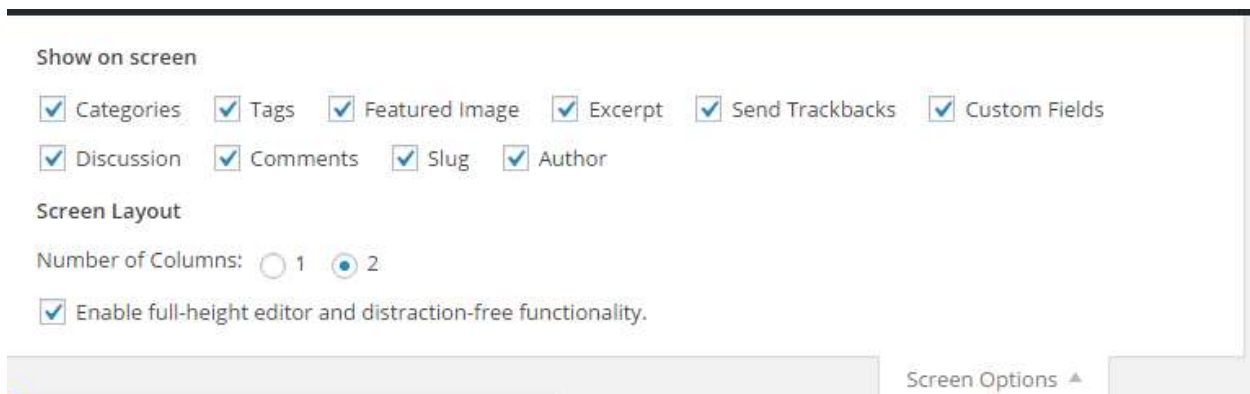 Show on screen
Categories Tags Featured Image Excerpt Send Trackbacks Custom Fields
Discussion Comments Slug Author
Screen Layout
Number of Columns: 1 2
Enable full-height editor and distraction-free functionality.
Screen Options